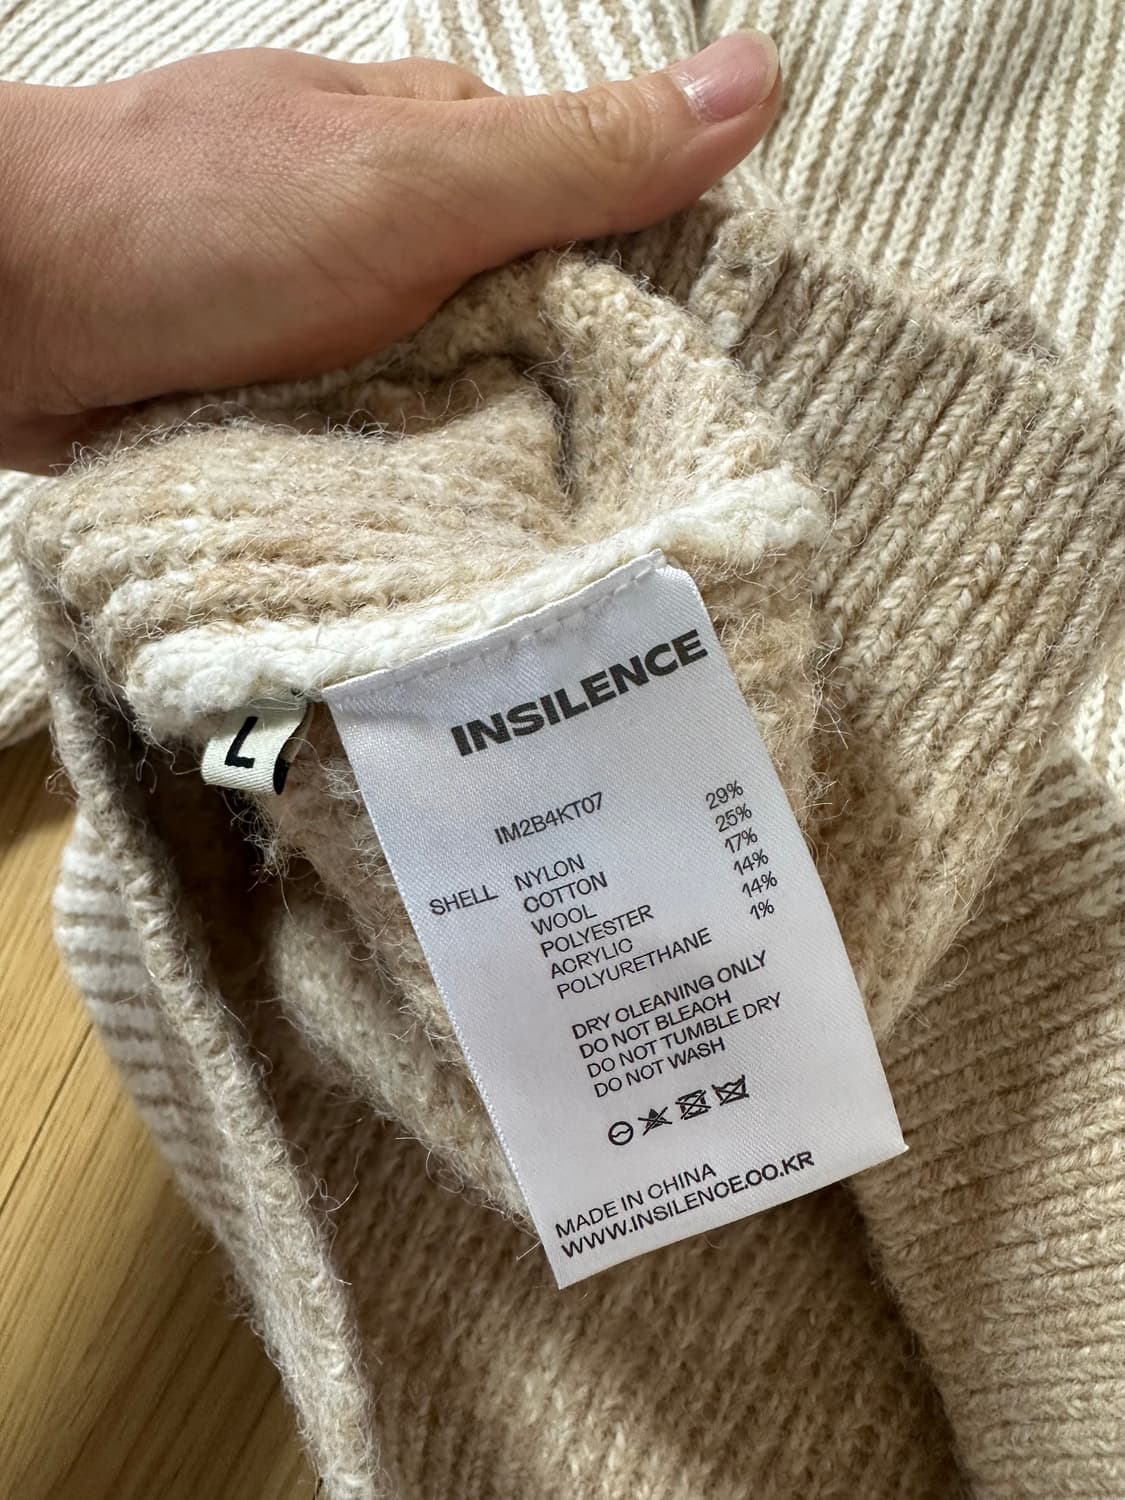 INSILENCE
L
IM2B4KT07
SHELL NYLON 29%
COTTON 25%
WOOL 17%
POLYESTER 14%
ACRYLIC 14%
POLYURETHANE 1%
DRY CLEANING ONLY
DO NOT BLEACH
DO NOT TUMBLE DRY
DO NOT WASH
MADE IN CHINA
WWW.INSILENCE.CO.KR